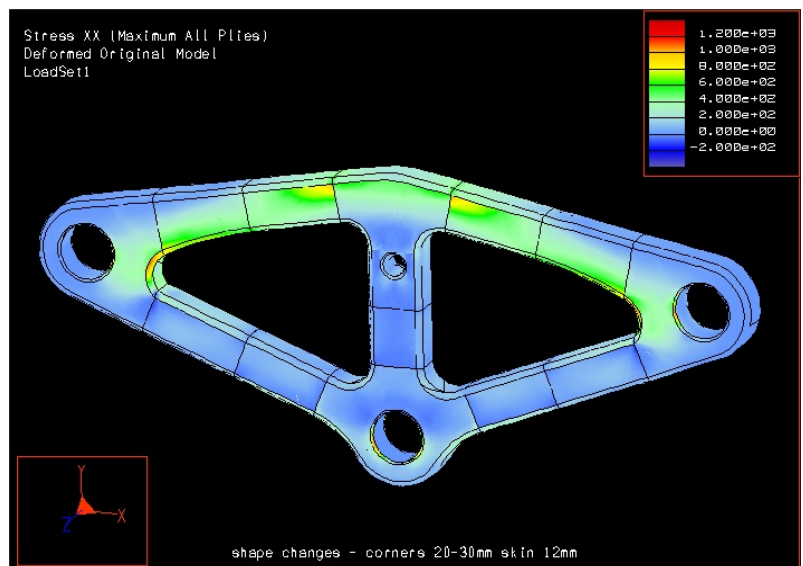 Stress XX (Maximum All Plies)
Deformed Original Model
LoadSet1
1.200e+03
1.000e+03
8.000e+02
6.000e+02
4.000e+02
2.000e+02
0.000e+00
-2.000e+02
Y
X
Z
shape changes - corners 20-30mm skin 12mm